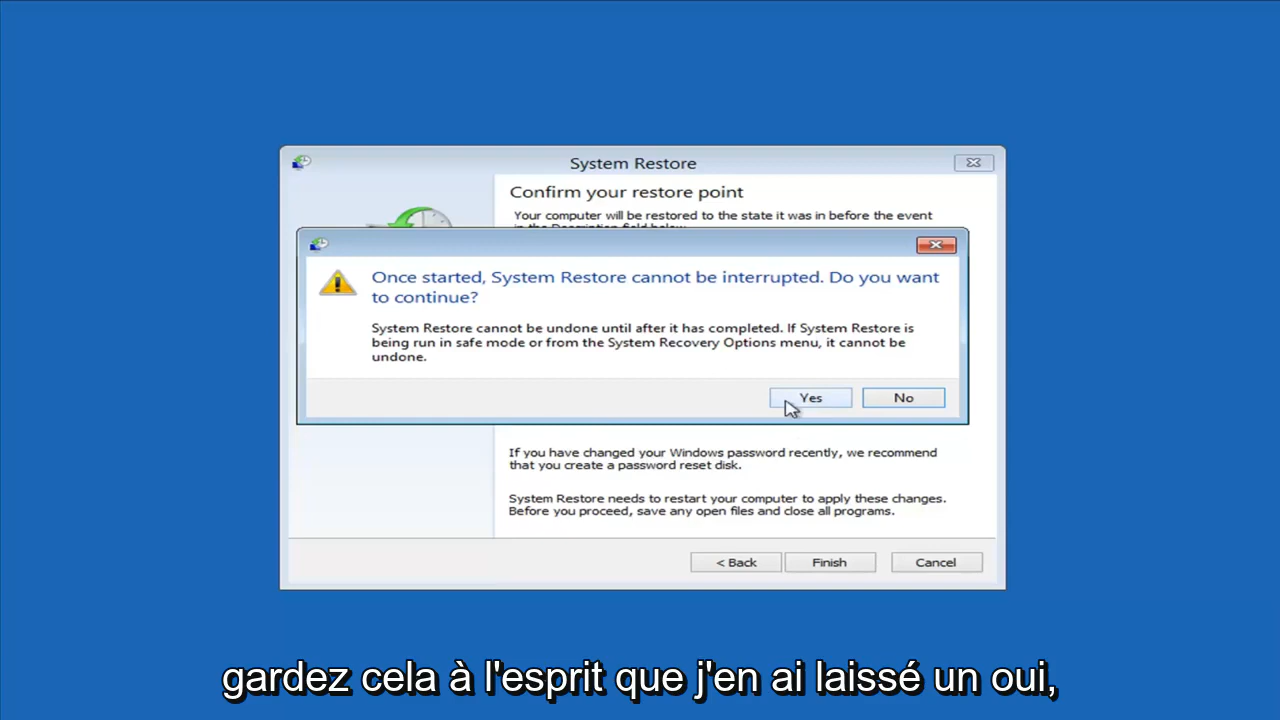 System Restore
Confirm your restore point
Your computer will be restored to the state it was in before the event
in the Description field below.
Once started, System Restore cannot be interrupted. Do you want
to continue?
System Restore cannot be undone until after it has completed. If System Restore is
being run in safe mode or from the System Recovery Options menu, it cannot be
undone.
Yes
No
If you have changed your Windows password recently, we recommend
that you create a password reset disk.
System Restore needs to restart your computer to apply these changes.
Before you proceed, save any open files and close all programs.
< Back
Finish
Cancel
gardez cela à l'esprit que j'en ai laissé un oui,